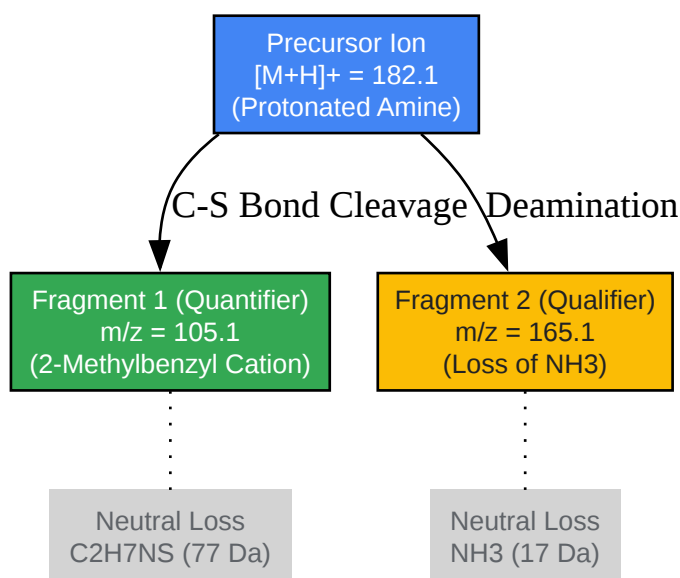 Precursor Ion
[M+H]+ = 182.1
(Protonated Amine)
C-S Bond Cleavage
Deamination
Fragment 1 (Quantifier)
m/z = 105.1
(2-Methylbenzyl Cation)
Fragment 2 (Qualifier)
m/z = 165.1
(Loss of NH3)
Neutral Loss
C2H7NS (77 Da)
Neutral Loss
NH3 (17 Da)